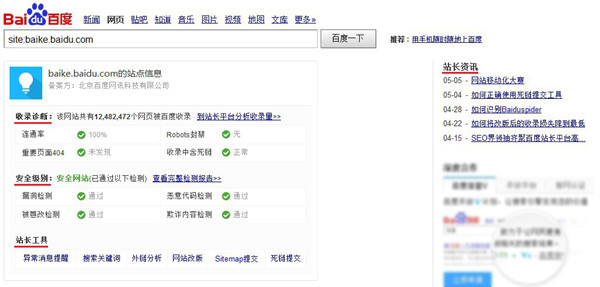 Bai du 百度
新闻 网页 贴吧 知道 音乐 图片 视频 地图 文库 更多»
site:baike.baidu.com
百度一下
推荐：用手机随时随地上百度
baike.baidu.com的站点信息
备案方：北京百度网讯科技有限公司
收录诊断：该网站共有12,482,472个网页被百度收录 到站长平台分析收录量>>
连通率 100% Robots封禁 无
重要页面404 未发现 收录中含死链 正常
安全级别：安全网站(已通过以下检测) 查看完整检测报告>>
漏洞检测 通过 恶意代码检测 通过
被篡改检测 通过 欺诈内容检测 通过
站长工具
异常消息提醒 搜索关键词 外链分析 网站改版 Sitemap提交 死链提交
站长资讯
05-05 - 网站移动化大赛
05-04 - 如何正确使用死链提交工具
04-28 - 如何识别Baiduspider
04-22 - 如何将改版后的收录损失降到最低
04-15 - SEO界领袖齐聚百度站长平台高...